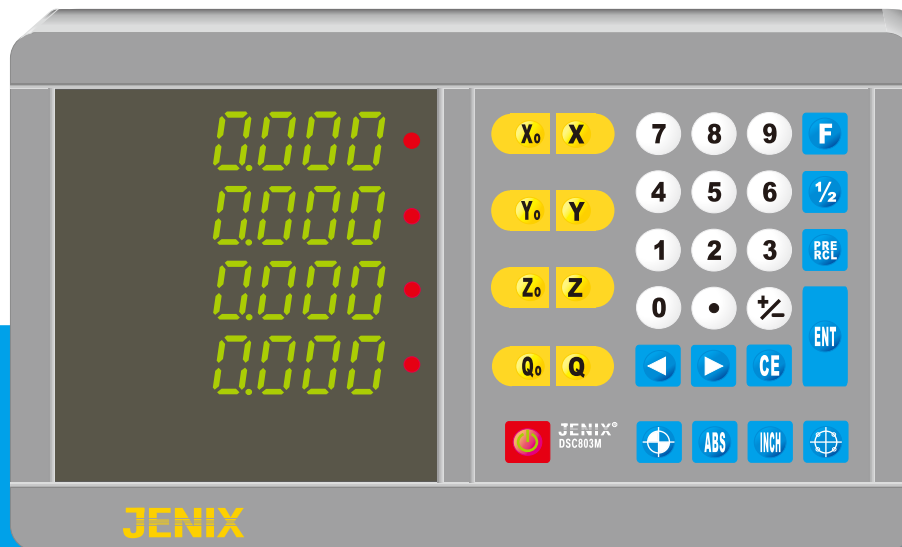 0.000
0.000
0.000
0.000
X₀ X
Y₀ Y
Z₀ Z
Q₀ Q
7 8 9 F
4 5 6 ½
1 2 3 PRE RCL
0 • +/− ENT
◀ ▶ CE
JENIX®
DSC803M
ABS INCH
JENIX